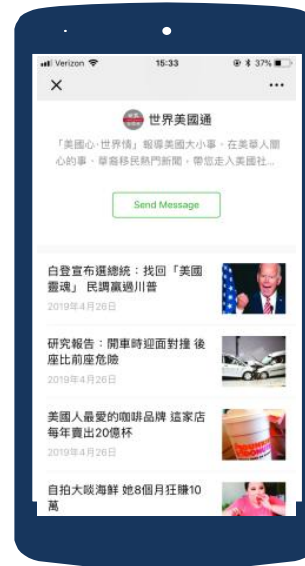 Verizon 15:33 37%
世界美國通
「美國心·世界情」報導美國大小事、在美華人關
心的事、華裔移民熱門新聞，帶您走入美國社...
Send Message
白登宣布選總統：找回「美國
靈魂」 民調贏過川普
2019年4月26日
研究報告：開車時迎面對撞 後
座比前座危險
2019年4月26日
美國人最愛的咖啡品牌 這家店
每年賣出20億杯
2019年4月26日
自拍大啖海鮮 她8個月狂賺10
萬